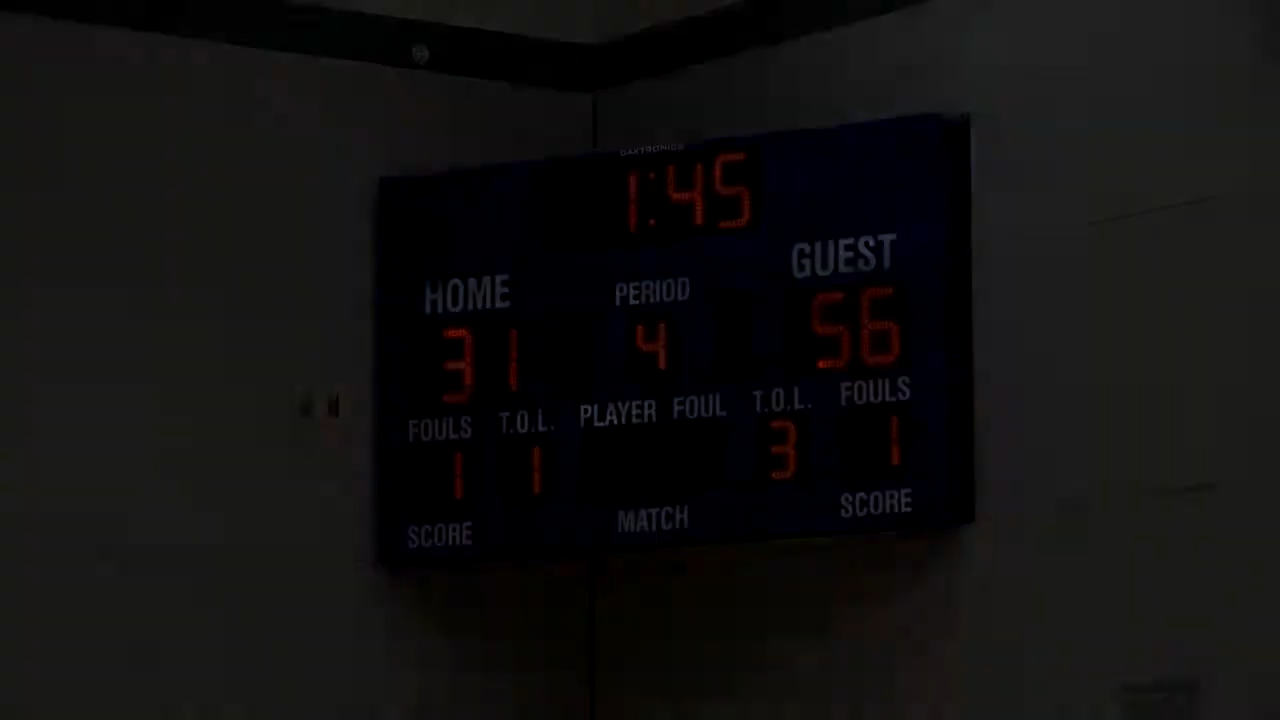 DAKTRONICS
1:45
HOME PERIOD GUEST
31 4 56
FOULS T.O.L. PLAYER FOUL T.O.L. FOULS
1 1 3 1
SCORE MATCH SCORE